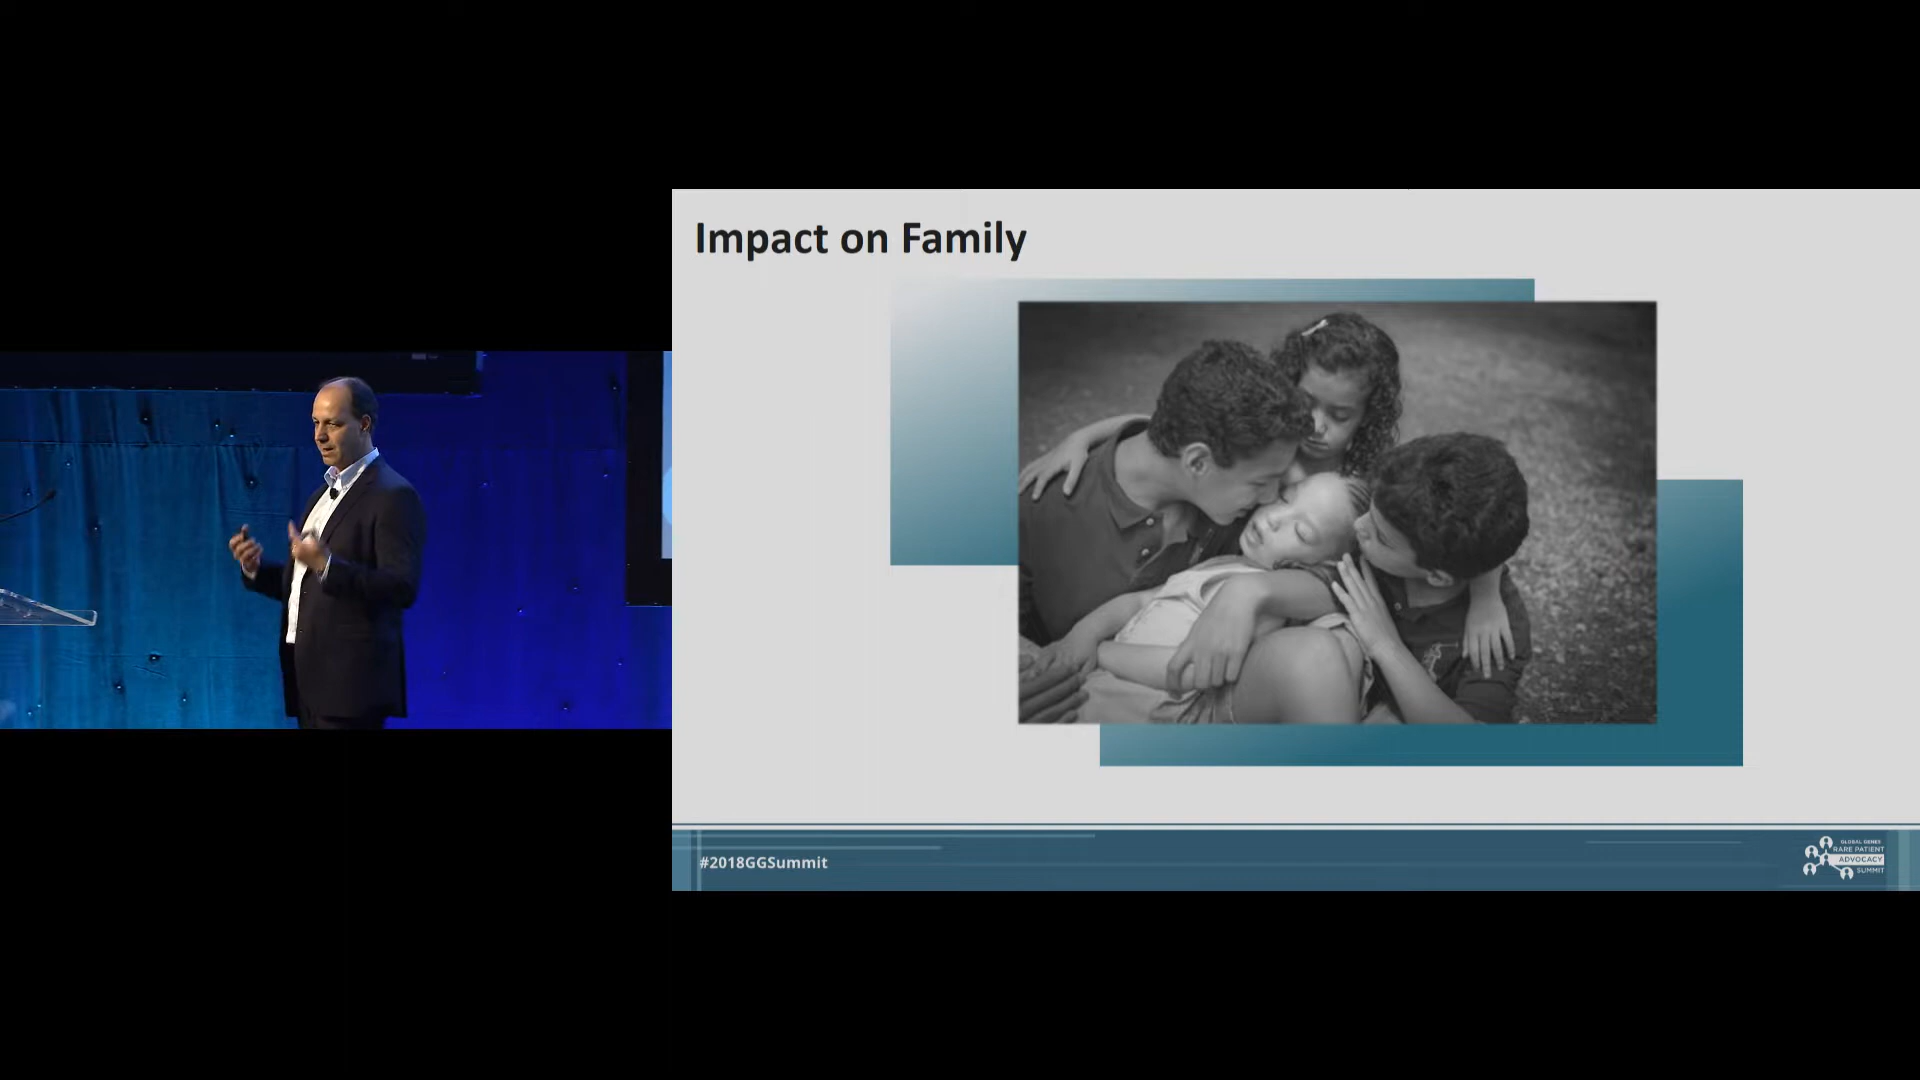 Impact on Family
#2018GGSummit
GLOBAL GENES
RARE PATIENT
ADVOCACY
SUMMIT